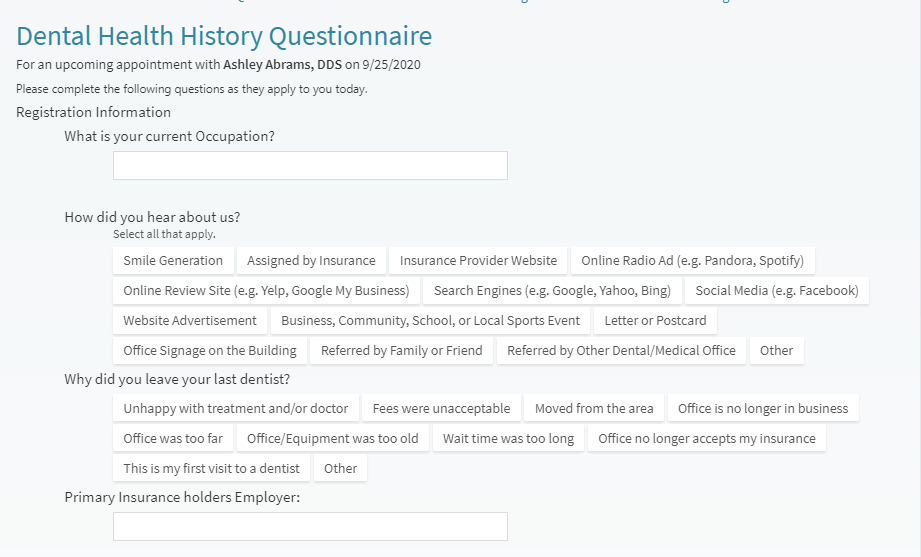 Dental Health History Questionnaire
For an upcoming appointment with Ashley Abrams, DDS on 9/25/2020
Please complete the following questions as they apply to you today.
Registration Information
What is your current Occupation?
How did you hear about us?
Select all that apply.
Smile Generation Assigned by Insurance Insurance Provider Website Online Radio Ad (e.g. Pandora, Spotify)
Online Review Site (e.g. Yelp, Google My Business) Search Engines (e.g. Google, Yahoo, Bing) Social Media (e.g. Facebook)
Website Advertisement Business, Community, School, or Local Sports Event Letter or Postcard
Office Signage on the Building Referred by Family or Friend Referred by Other Dental/Medical Office Other
Why did you leave your last dentist?
Unhappy with treatment and/or doctor Fees were unacceptable Moved from the area Office is no longer in business
Office was too far Office/Equipment was too old Wait time was too long Office no longer accepts my insurance
This is my first visit to a dentist Other
Primary Insurance holders Employer: